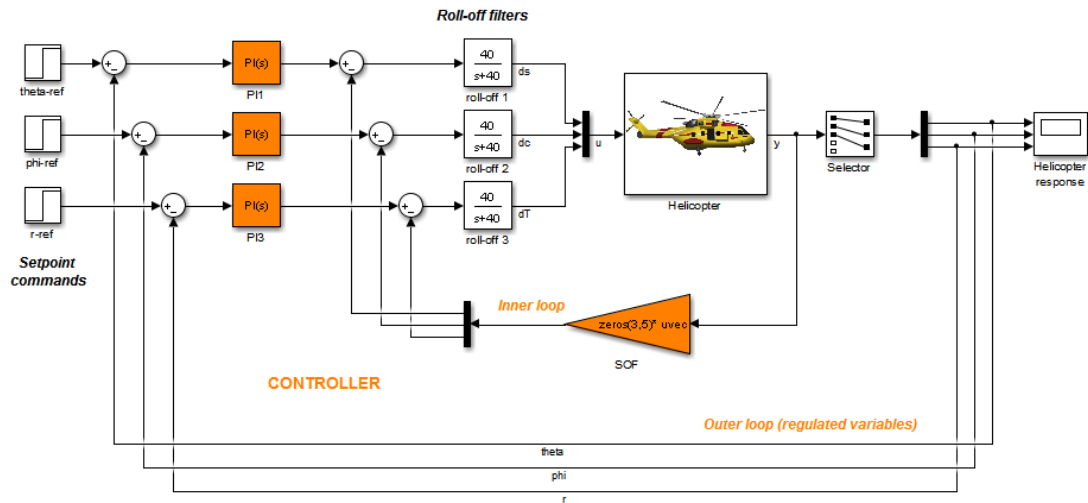 Roll-off filters
theta-ref
+
-
PI(s)
PI1
+
-
40
s+40
roll-off 1
ds
phi-ref
+
-
PI(s)
PI2
+
-
40
s+40
roll-off 2
dc
u
Helicopter
y
Selector
Helicopter
response
r-ref
+
-
PI(s)
PI3
+
-
40
s+40
roll-off 3
dT
Setpoint
commands
Inner loop
zeros(3,5)* uvec
SOF
CONTROLLER
Outer loop (regulated variables)
theta
phi
r